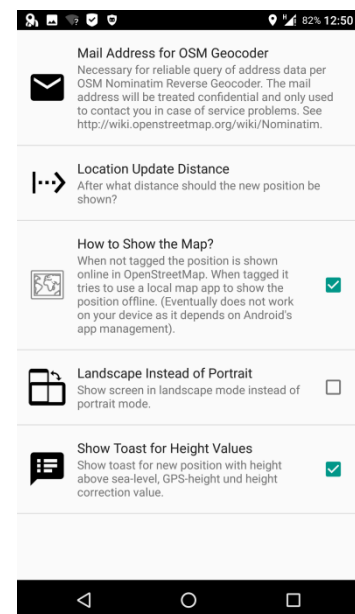 82% 12:50
Mail Address for OSM Geocoder
Necessary for reliable query of address data per
OSM Nominatim Reverse Geocoder. The mail
address will be treated confidential and only used
to contact you in case of service problems. See
http://wiki.openstreetmap.org/wiki/Nominatim.
Location Update Distance
After what distance should the new position be
shown?
How to Show the Map?
When not tagged the position is shown
online in OpenStreetMap. When tagged it
tries to use a local map app to show the
position offline. (Eventually does not work
on your device as it depends on Android's
app management).
Landscape Instead of Portrait
Show screen in landscape mode instead of
portrait mode.
Show Toast for Height Values
Show toast for new position with height
above sea-level, GPS-height und height
correction value.